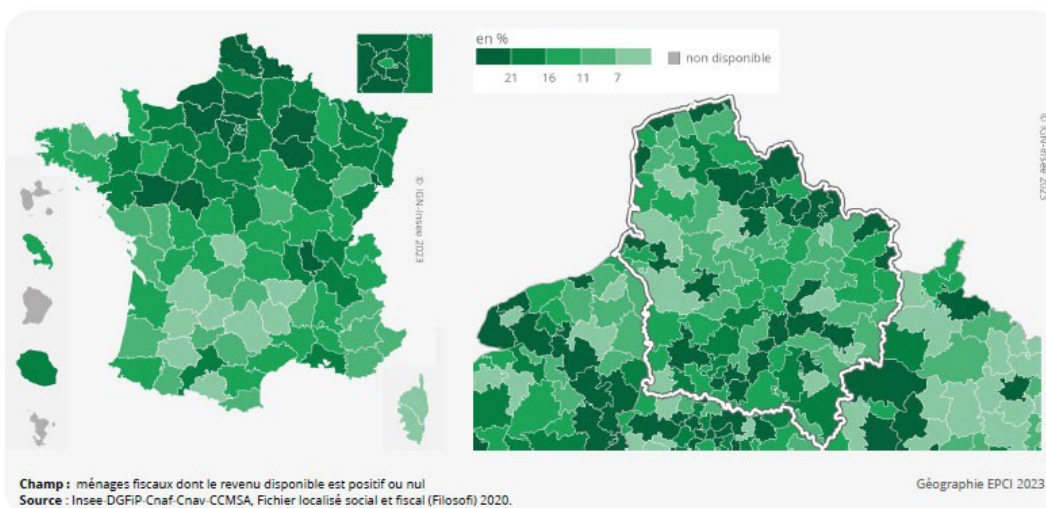 en %
21 16 11 7
non disponible
© IGN-Insee 2023
© IGN-Insee 2023
Champ : ménages fiscaux dont le revenu disponible est positif ou nul
Source : Insee-DGFiP-Cnaf-Cnav-CCMSA, Fichier localisé social et fiscal (Filosofi) 2020.
Géographie EPCI 2023